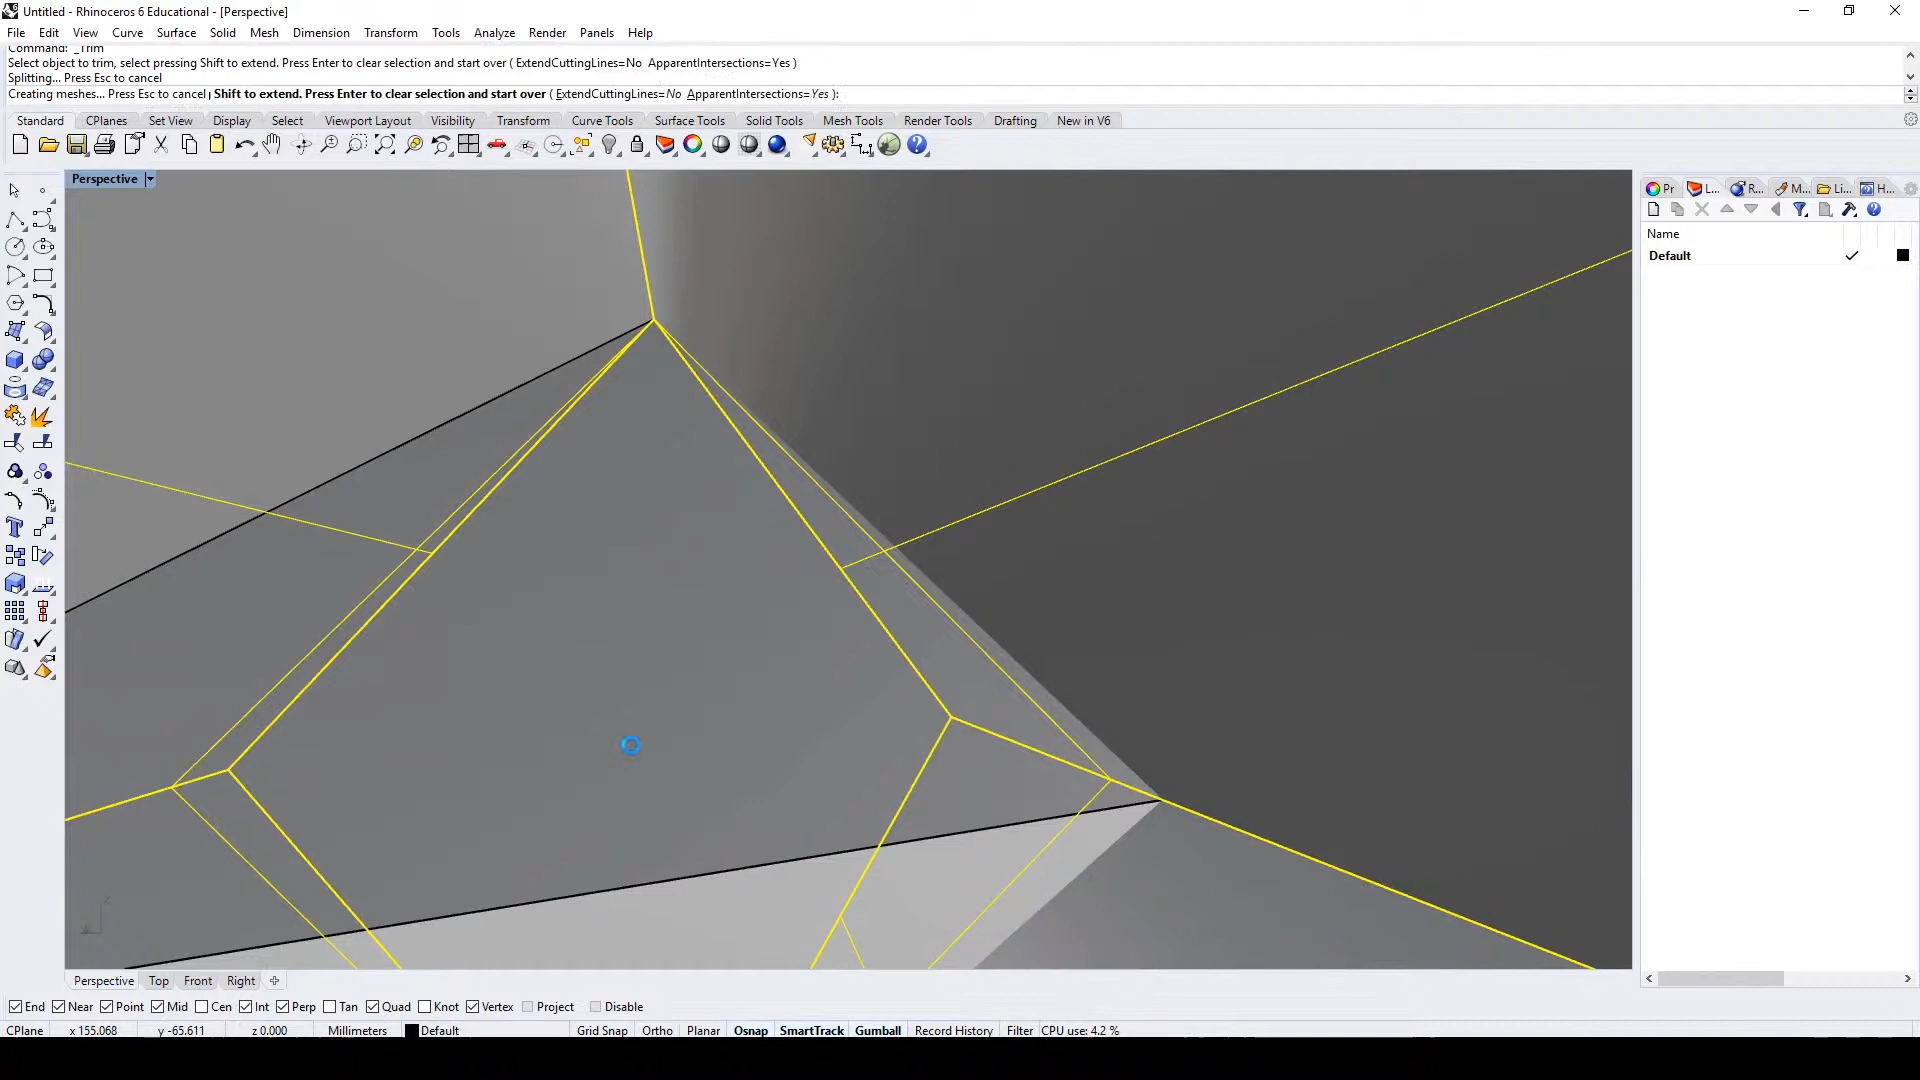 Untitled - Rhinoceros 6 Educational - [Perspective]
File Edit View Curve Surface Solid Mesh Dimension Transform Tools Analyze Render Panels Help
Command: _Trim
Select object to trim, select pressing Shift to extend. Press Enter to clear selection and start over ( ExtendCuttingLines=No ApparentIntersections=Yes )
Splitting... Press Esc to cancel
Creating meshes... Press Esc to cancel Shift to extend. Press Enter to clear selection and start over ( ExtendCuttingLines=No ApparentIntersections=Yes ):
Standard CPlanes Set View Display Select Viewport Layout Visibility Transform Curve Tools Surface Tools Solid Tools Mesh Tools Render Tools Drafting New in V6
Perspective
Pr L... R... M... Li... H...
Name
Default
z
Perspective Top Front Right
End Near Point Mid Cen Int Perp Tan Quad Knot Vertex Project Disable
CPlane x 155.068 y -65.611 z 0.000 Millimeters Default Grid Snap Ortho Planar Osnap SmartTrack Gumball Record History Filter CPU use: 4.2 %